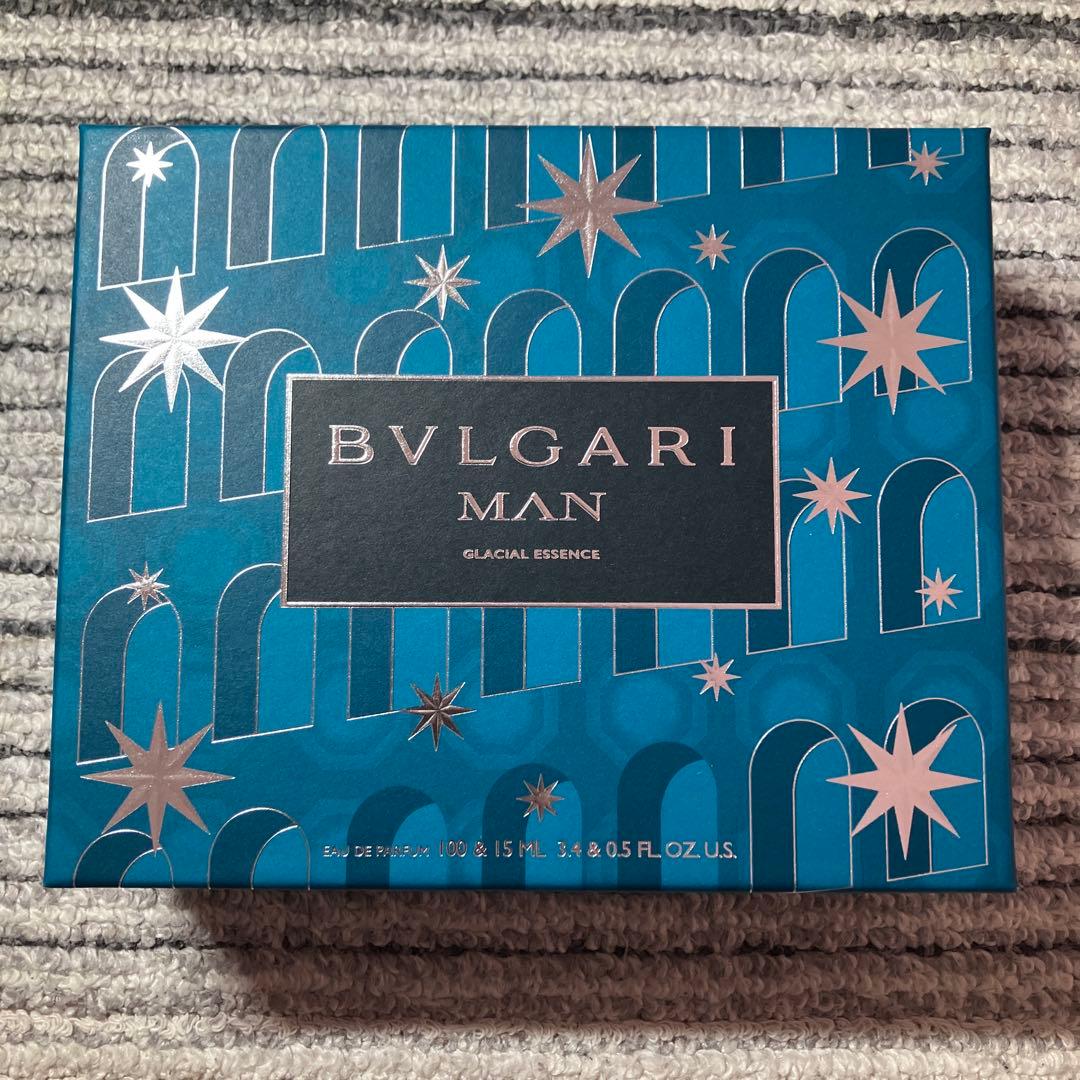 BVLGARI
MAN
GLACIAL ESSENCE
EAU DE PARFUM 100 & 15 ML 3.4 & 0.5 FL. OZ. U.S.